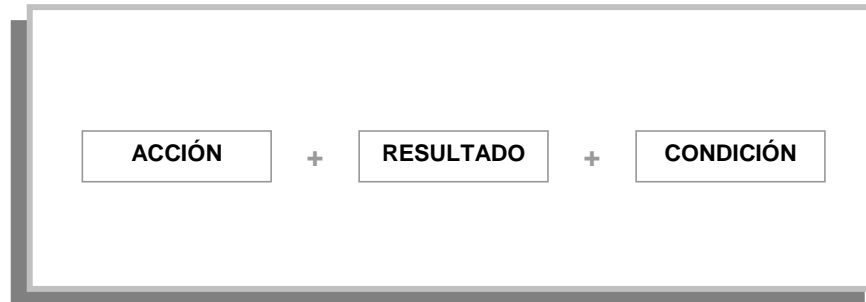 ACCIÓN + RESULTADO + CONDICIÓN